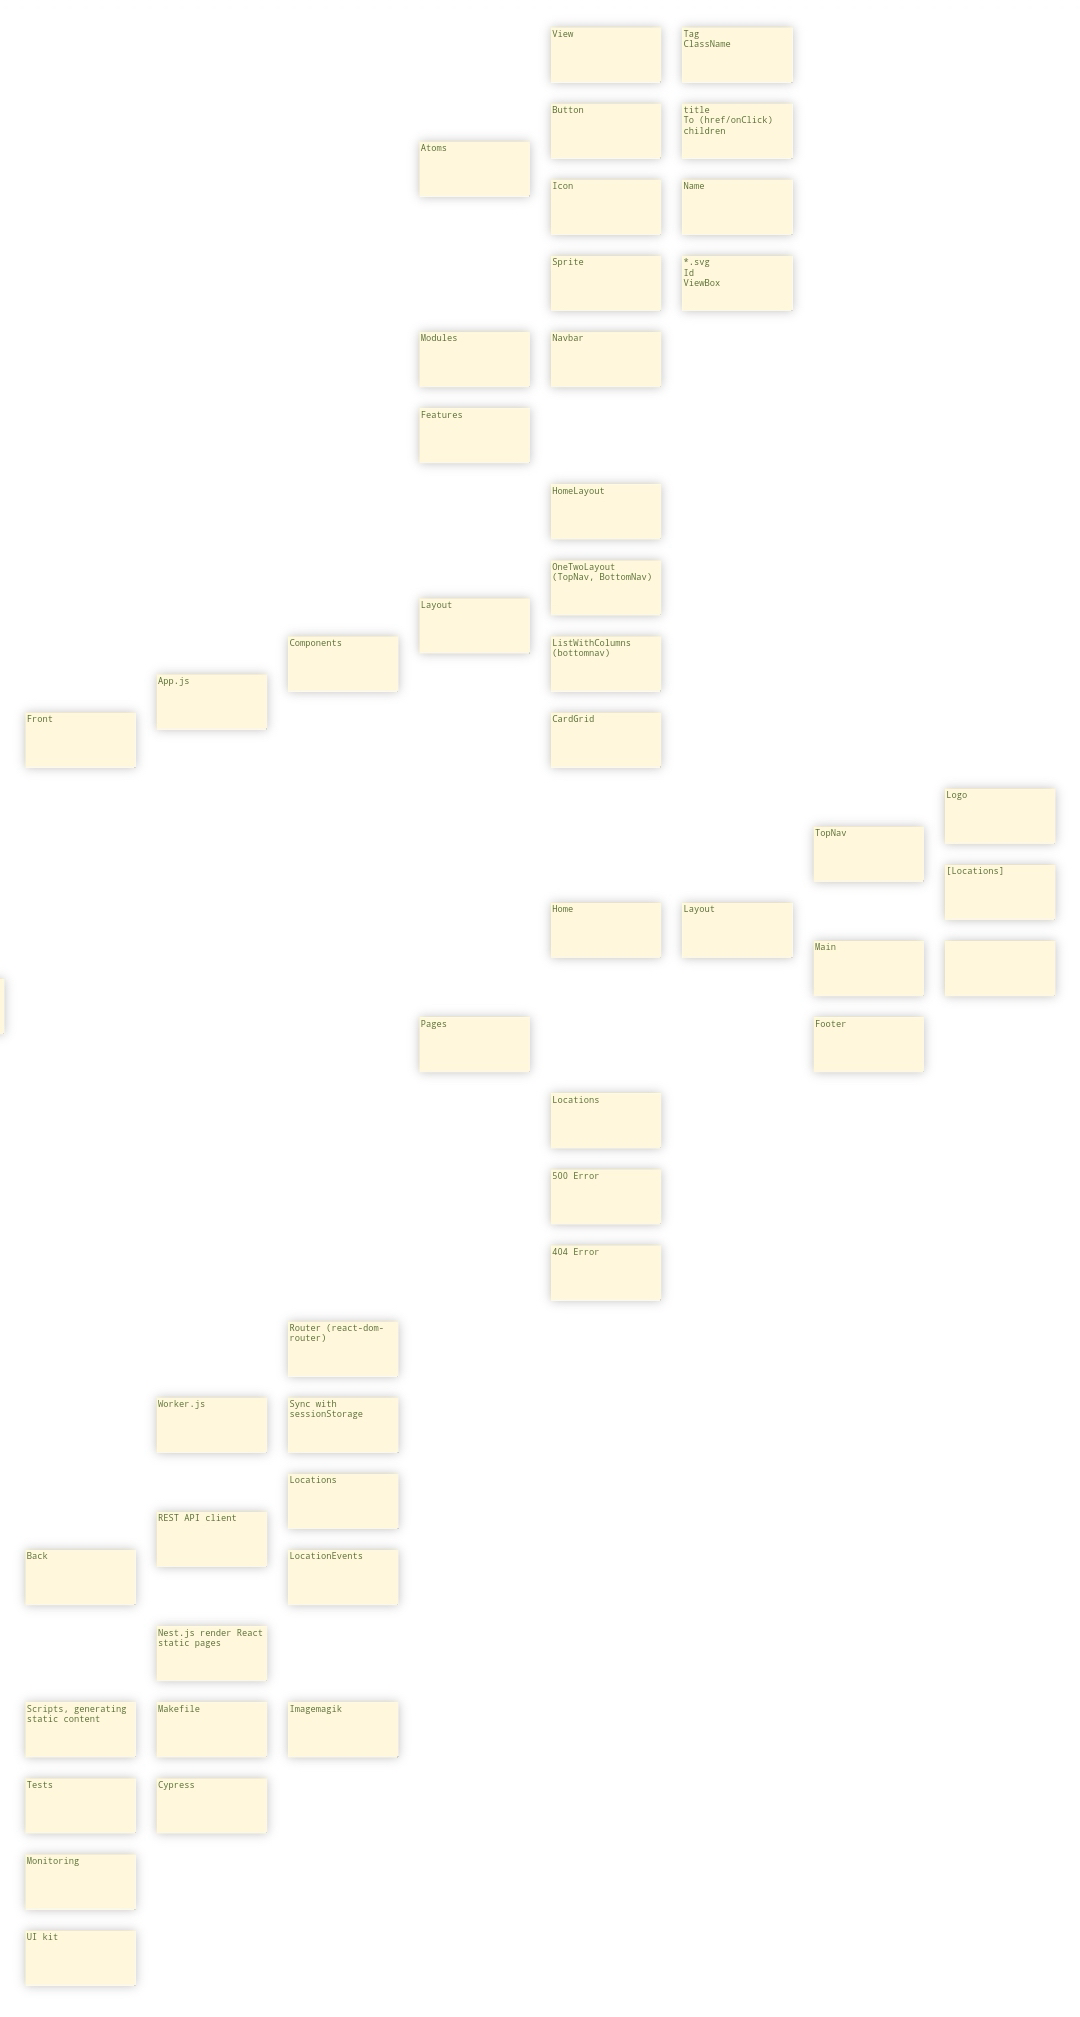 View
Tag
ClassName
Button
title
To (href/onClick)
children
Atoms
Icon
Name
Sprite
*.svg
Id
ViewBox
Modules
Navbar
Features
HomeLayout
OneTwoLayout
(TopNav, BottomNav)
Layout
Components
ListWithColumns
(bottomnav)
App.js
Front
CardGrid
Logo
TopNav
[Locations]
Home
Layout
Main
Pages
Footer
Locations
500 Error
404 Error
Router (react-dom-
router)
Worker.js
Sync with
sessionStorage
Locations
REST API client
Back
LocationEvents
Nest.js render React
static pages
Scripts, generating
static content
Makefile
Imagemagik
Tests
Cypress
Monitoring
UI kit